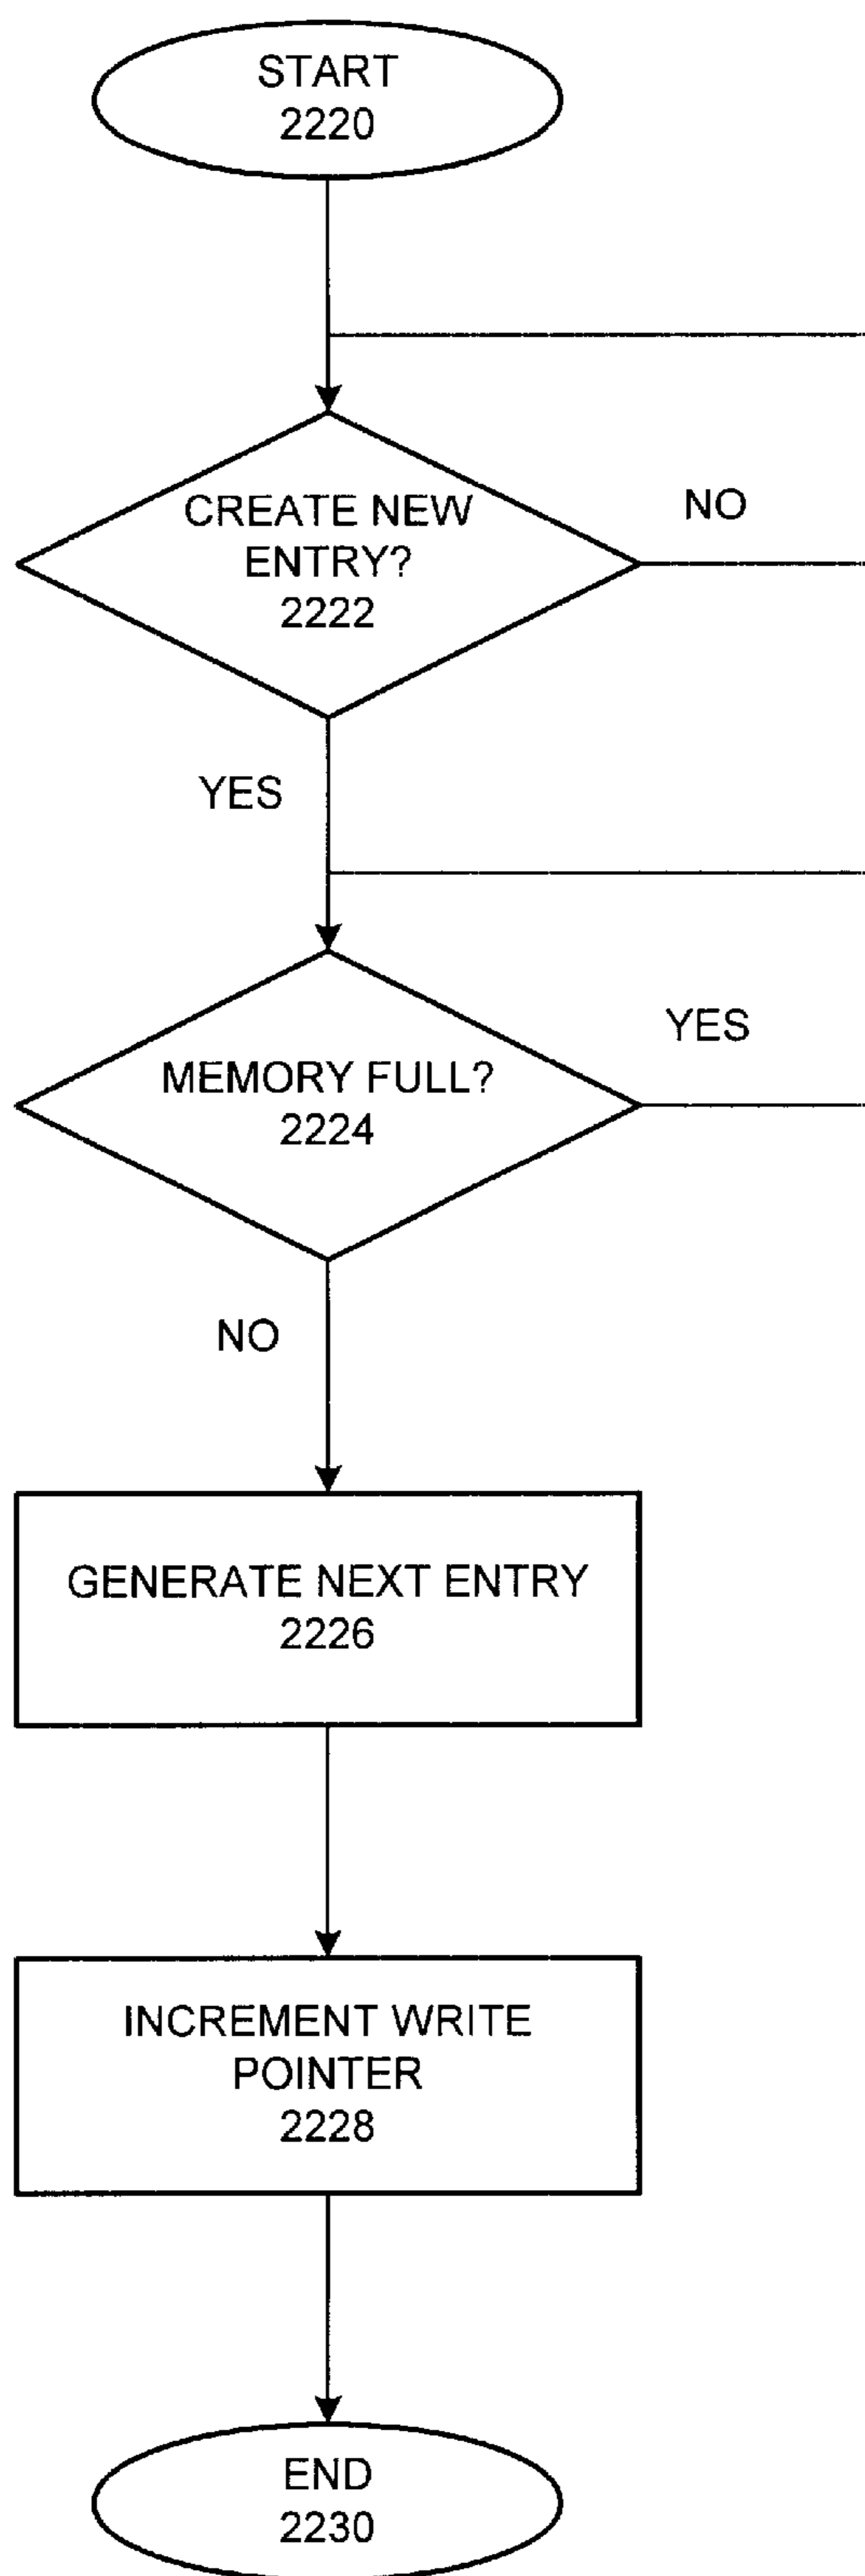 START
2220
CREATE NEW
ENTRY?
2222
NO
YES
MEMORY FULL?
2224
YES
NO
GENERATE NEXT ENTRY
2226
INCREMENT WRITE
POINTER
2228
END
2230